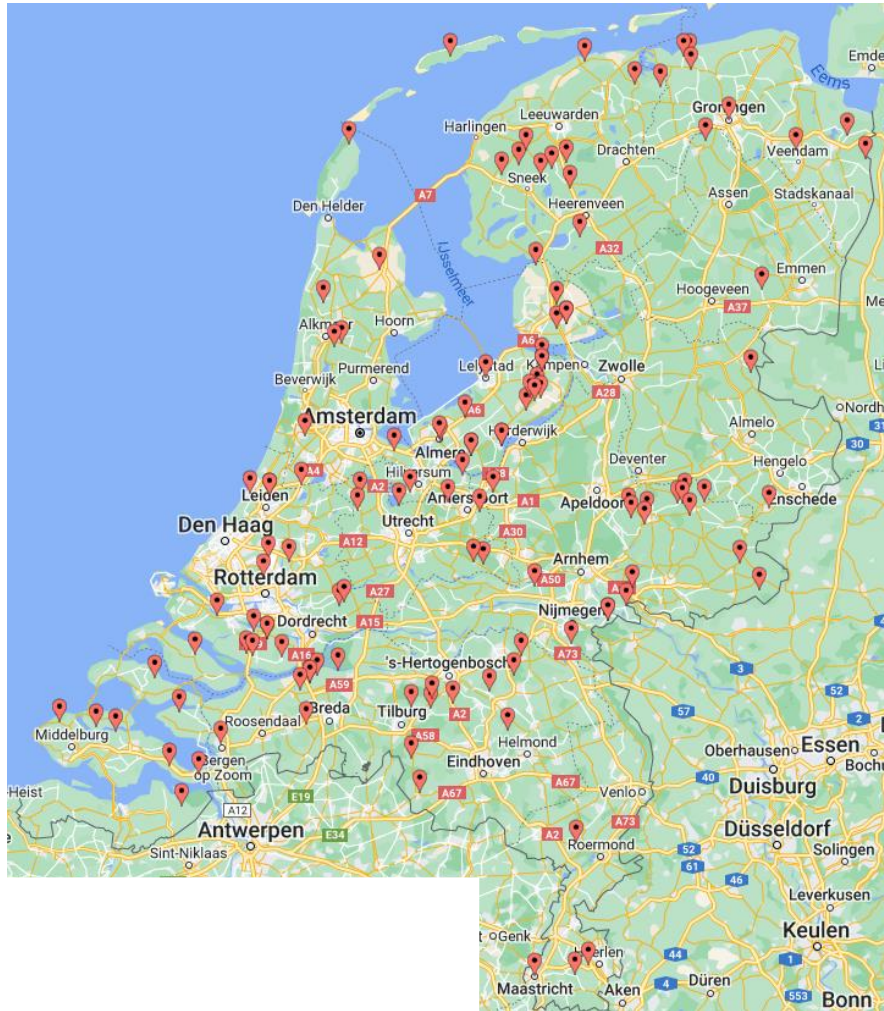 Emde
Eems
Groningen
Harlingen
Leeuwarden
Drachten
Veendam
Sneek
A7
Assen
Stadskanaal
Den Helder
Heerenveen
IJsselmeer
A32
Emmen
Hoogeveen
A37
Me
Hoorn
A6
Kampen
Zwolle
Purmerend
Beverwijk
A28
Nordh
Amsterdam
A6
Harderwijk
Almelo
31
30
Almere
Deventer
Hengelo
A4
A2
Hilversum
A1
Apeldoorn
Enschede
Leiden
Amersfoort
Den Haag
Utrecht
A12
A30
Rotterdam
A27
A50
Arnhem
Dordrecht
A15
Nijmegen
A16
A73
's-Hertogenbosch
3
A59
Tilburg
A2
57
52
2
Middelburg
Roosendaal
Breda
A58
Helmond
Bergen
op Zoom
Eindhoven
Oberhausen
Essen
Bochu
-Heist
E19
A67
A67
Venlo
40
Duisburg
A12
Antwerpen
E34
A2
A73
Düsseldorf
Sint-Niklaas
Roermond
52
61
Solingen
46
Leverkusen
Genk
Heerlen
44
1
Keulen
Maastricht
4
Düren
Aken
553
Bonn